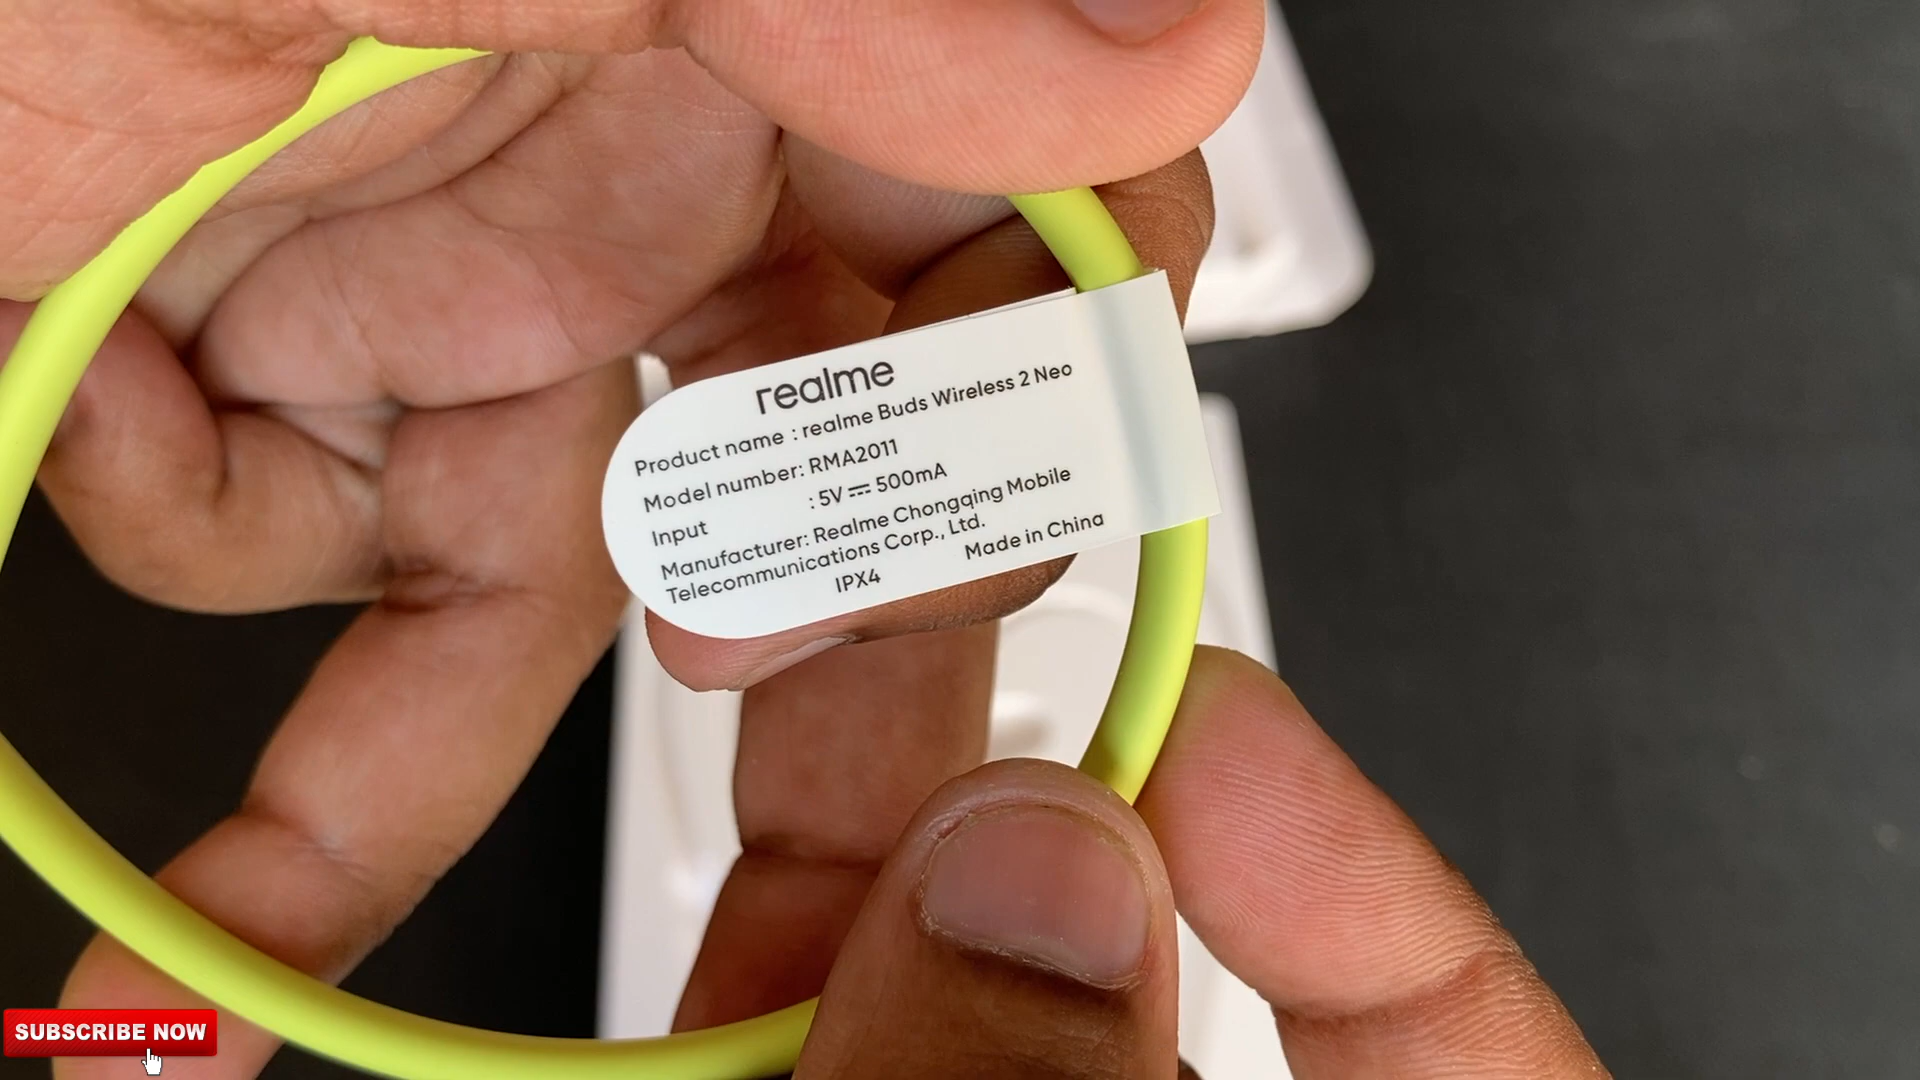 realme
Product name : realme Buds Wireless 2 Neo
Model number: RMA2011
Input : 5V ⎓ 500mA
Manufacturer: Realme Chongqing Mobile
Telecommunications Corp., Ltd.
IPX4 Made in China
SUBSCRIBE NOW